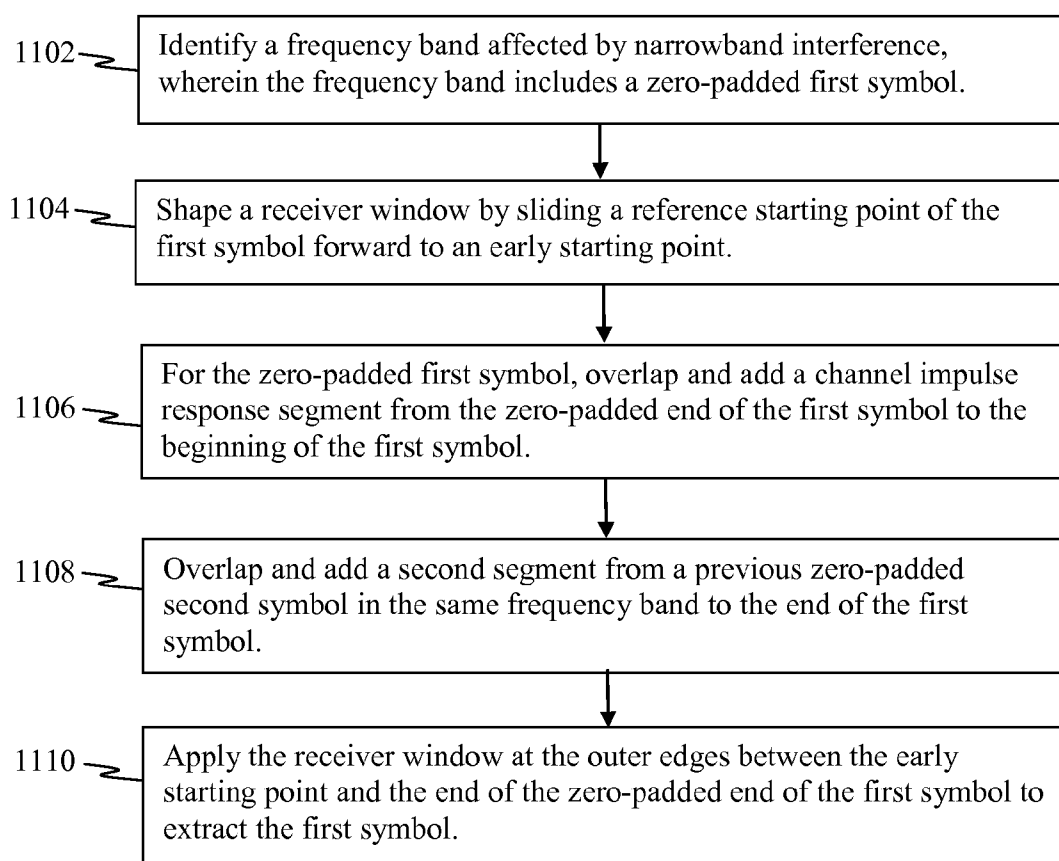 1102
Identify a frequency band affected by narrowband interference,
wherein the frequency band includes a zero-padded first symbol.
1104
Shape a receiver window by sliding a reference starting point of the
first symbol forward to an early starting point.
1106
For the zero-padded first symbol, overlap and add a channel impulse
response segment from the zero-padded end of the first symbol to the
beginning of the first symbol.
1108
Overlap and add a second segment from a previous zero-padded
second symbol in the same frequency band to the end of the first
symbol.
1110
Apply the receiver window at the outer edges between the early
starting point and the end of the zero-padded end of the first symbol to
extract the first symbol.